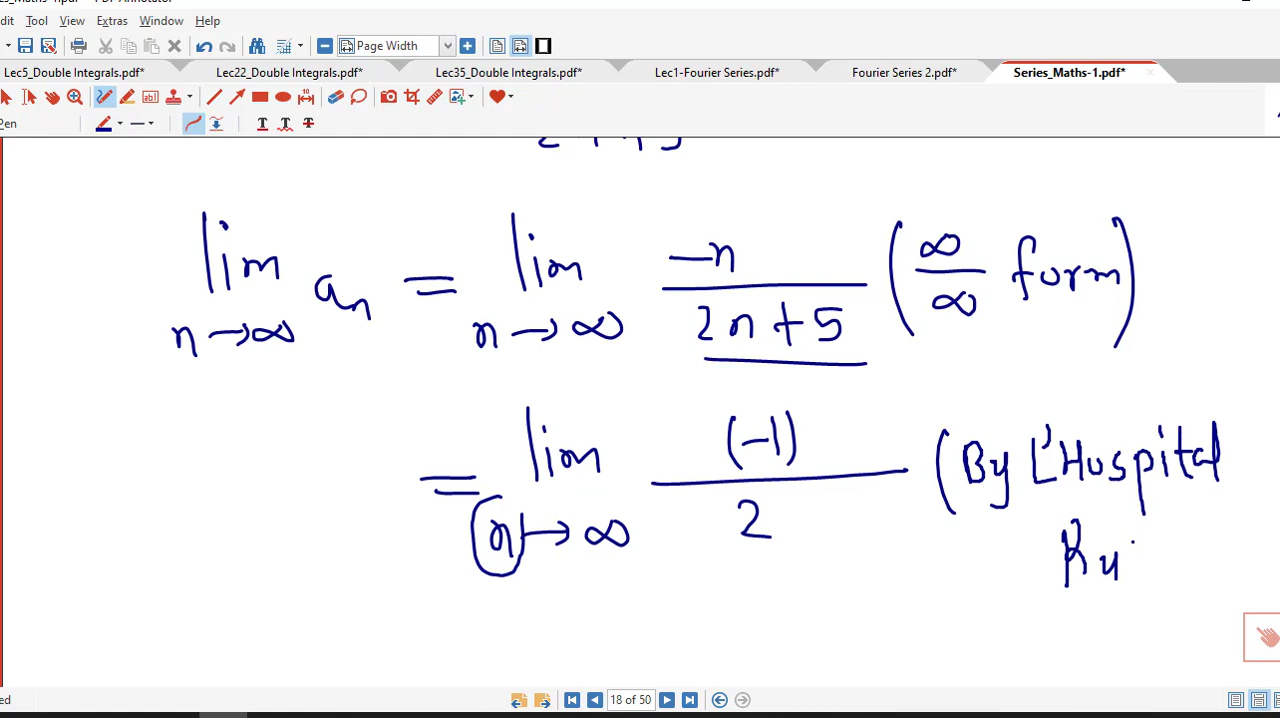 Edit Tool View Extras Window Help
Page Width
Lec5_Double Integrals.pdf* Lec22_Double Integrals.pdf* Lec35_Double Integrals.pdf* Lec1-Fourier Series.pdf* Fourier Series 2.pdf* Series_Maths-1.pdf*
Pen
lim n→∞ an = lim n→∞ —n / 2n+5 (∞/∞ form)
= lim n→∞ (-1) / 2 (By L'Hospital
Ru
18 of 50